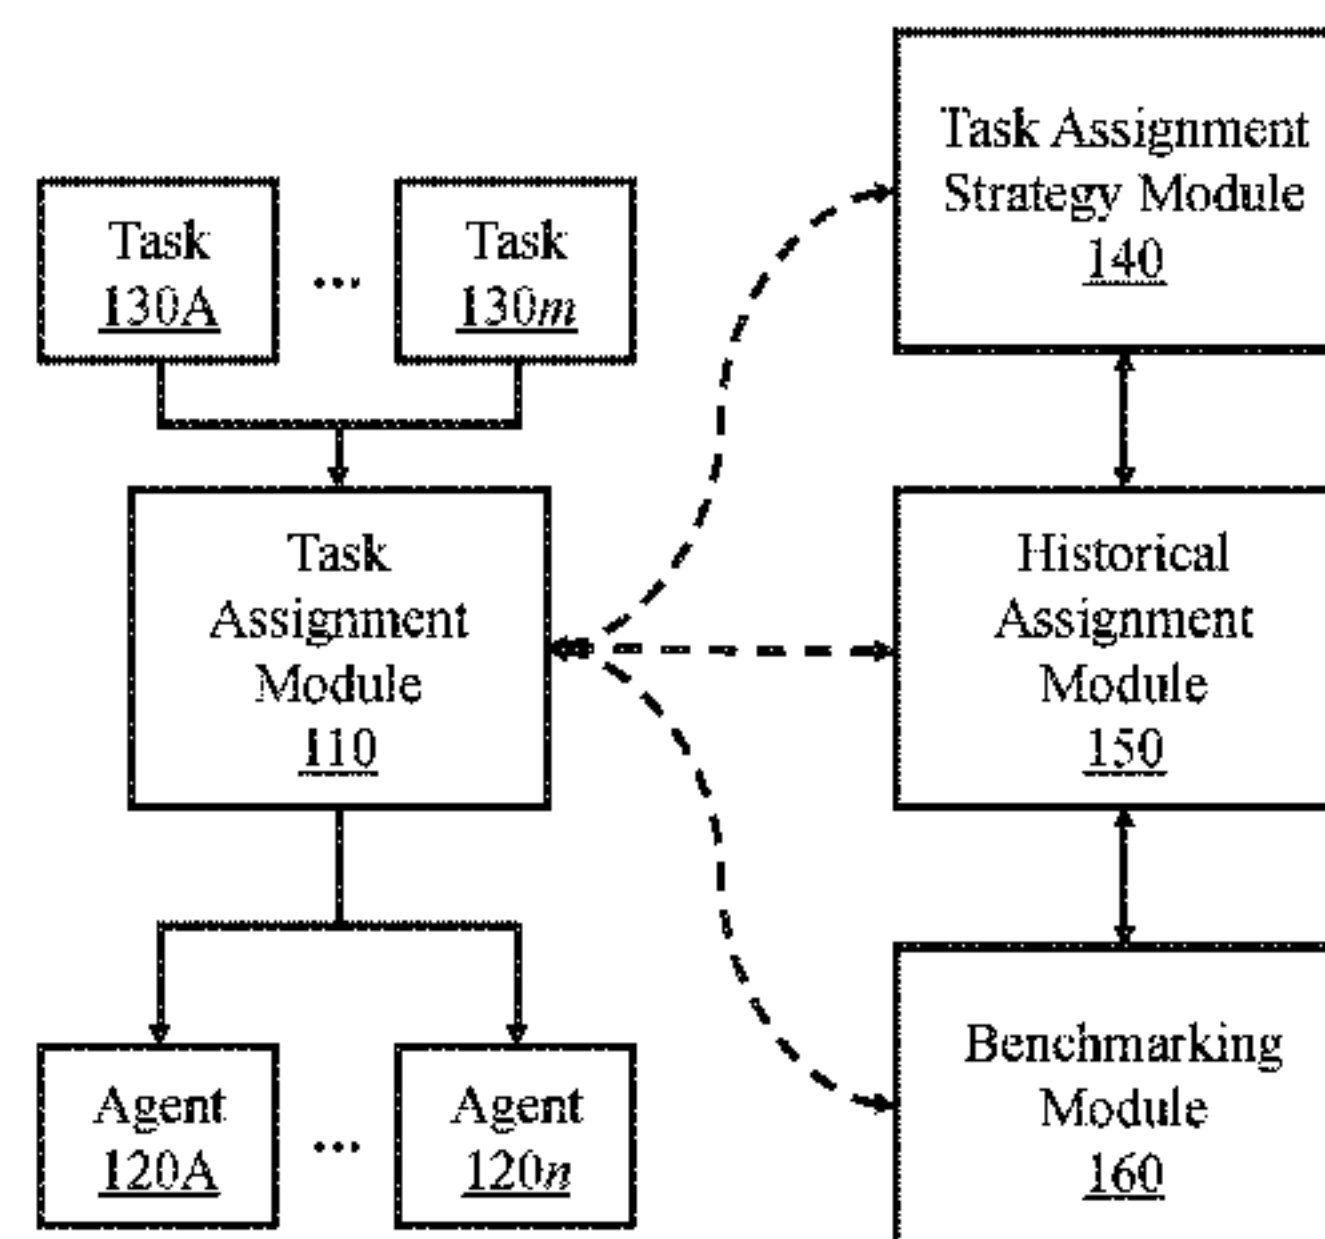 Task
130A
...
Task
130m
Task Assignment
Strategy Module
140
Task
Assignment
Module
110
Historical
Assignment
Module
150
Agent
120A
...
Agent
120n
Benchmarking
Module
160